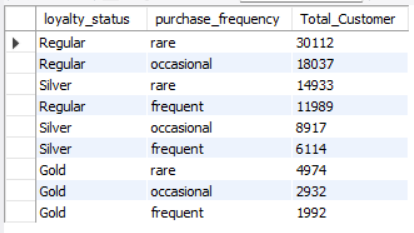 loyalty_status purchase_frequency Total_Customer
Regular rare 30112
Regular occasional 18037
Silver rare 14933
Regular frequent 11989
Silver occasional 8917
Silver frequent 6114
Gold rare 4974
Gold occasional 2932
Gold frequent 1992